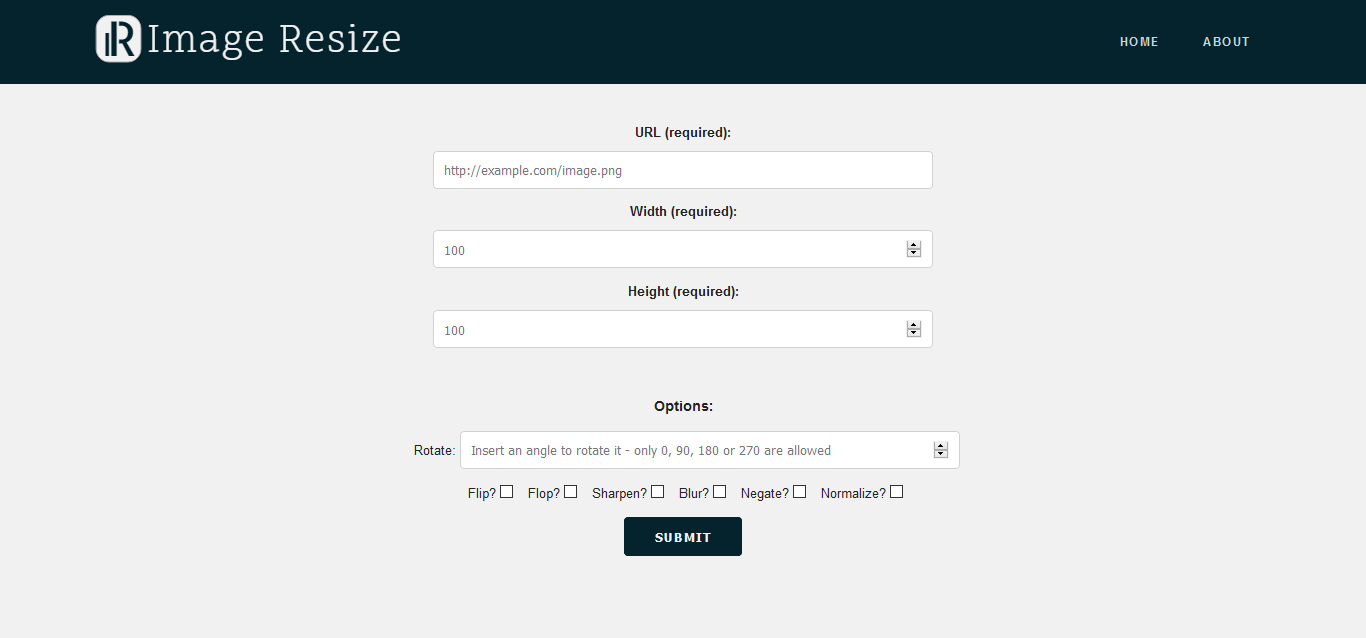 IR Image Resize
HOME ABOUT
URL (required):
http://example.com/image.png
Width (required):
100
Height (required):
100
Options:
Rotate: Insert an angle to rotate it - only 0, 90, 180 or 270 are allowed
Flip? Flop? Sharpen? Blur? Negate? Normalize?
SUBMIT